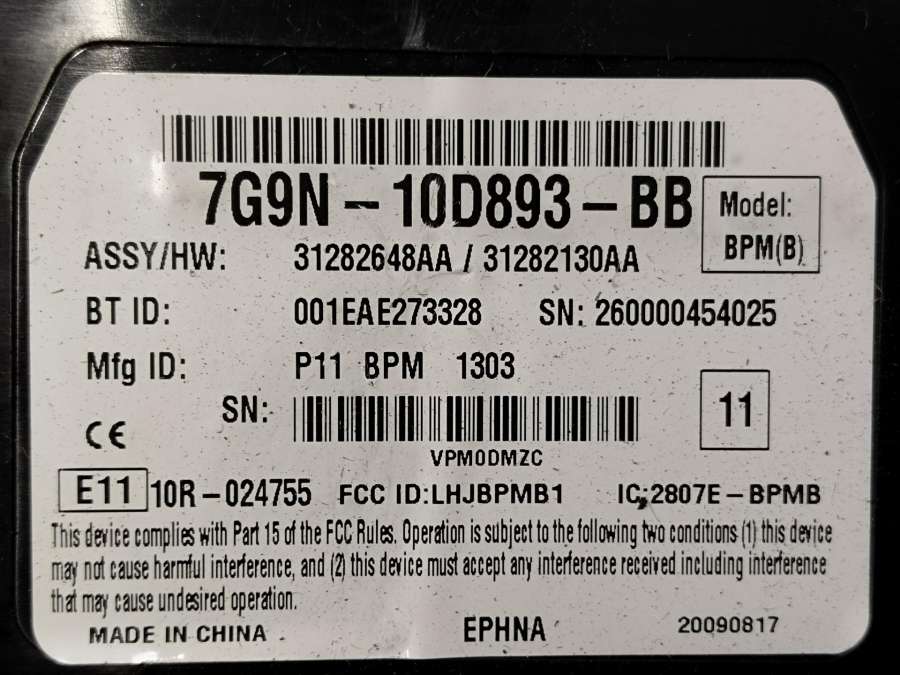 7G9N - 10D893 - BB
Model:
BPM(B)
ASSY/HW: 31282648AA / 31282130AA
BT ID: 001EAE273328 SN: 260000454025
Mfg ID: P11 BPM 1303
SN:
11
VPMODMZC
CE
E11 10R-024755 FCC ID:LHJBPMB1 IC;2807E-BPMB
This device complies with Part 15 of the FCC Rules. Operation is subject to the following two conditions (1) this device
may not cause harmful interference, and (2) this device must accept any interference received including interference
that may cause undesired operation.
MADE IN CHINA EPHNA 20090817